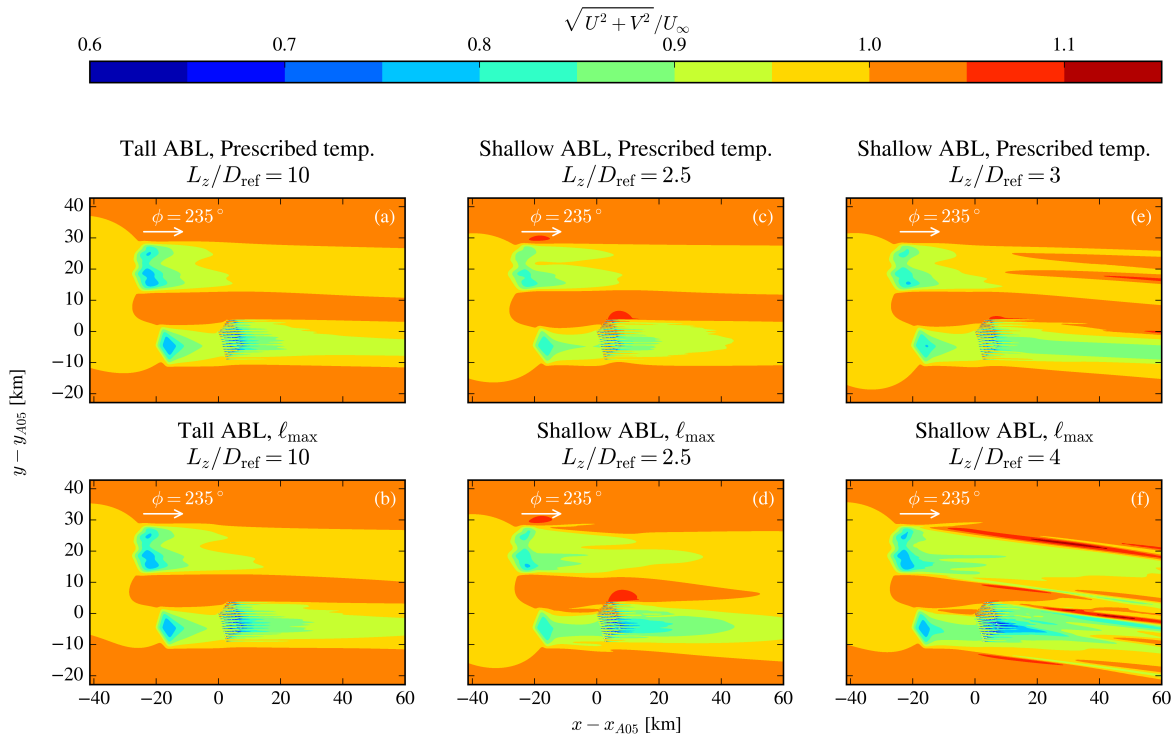 √U² + V²/U∞
0.6 0.7 0.8 0.9 1.0 1.1
Tall ABL, Prescribed temp.
L_z/D_ref = 10
Shallow ABL, Prescribed temp.
L_z/D_ref = 2.5
Shallow ABL, Prescribed temp.
L_z/D_ref = 3
40
30
20
10
0
−10
−20
ϕ = 235°
(a)
ϕ = 235°
(c)
ϕ = 235°
(e)
Tall ABL, ℓ_max
L_z/D_ref = 10
Shallow ABL, ℓ_max
L_z/D_ref = 2.5
Shallow ABL, ℓ_max
L_z/D_ref = 4
40
30
20
10
0
−10
−20
ϕ = 235°
(b)
ϕ = 235°
(d)
ϕ = 235°
(f)
−40 −20 0 20 40 60
−40 −20 0 20 40 60
−40 −20 0 20 40 60
x − x_A05 [km]
y − y_A05 [km]